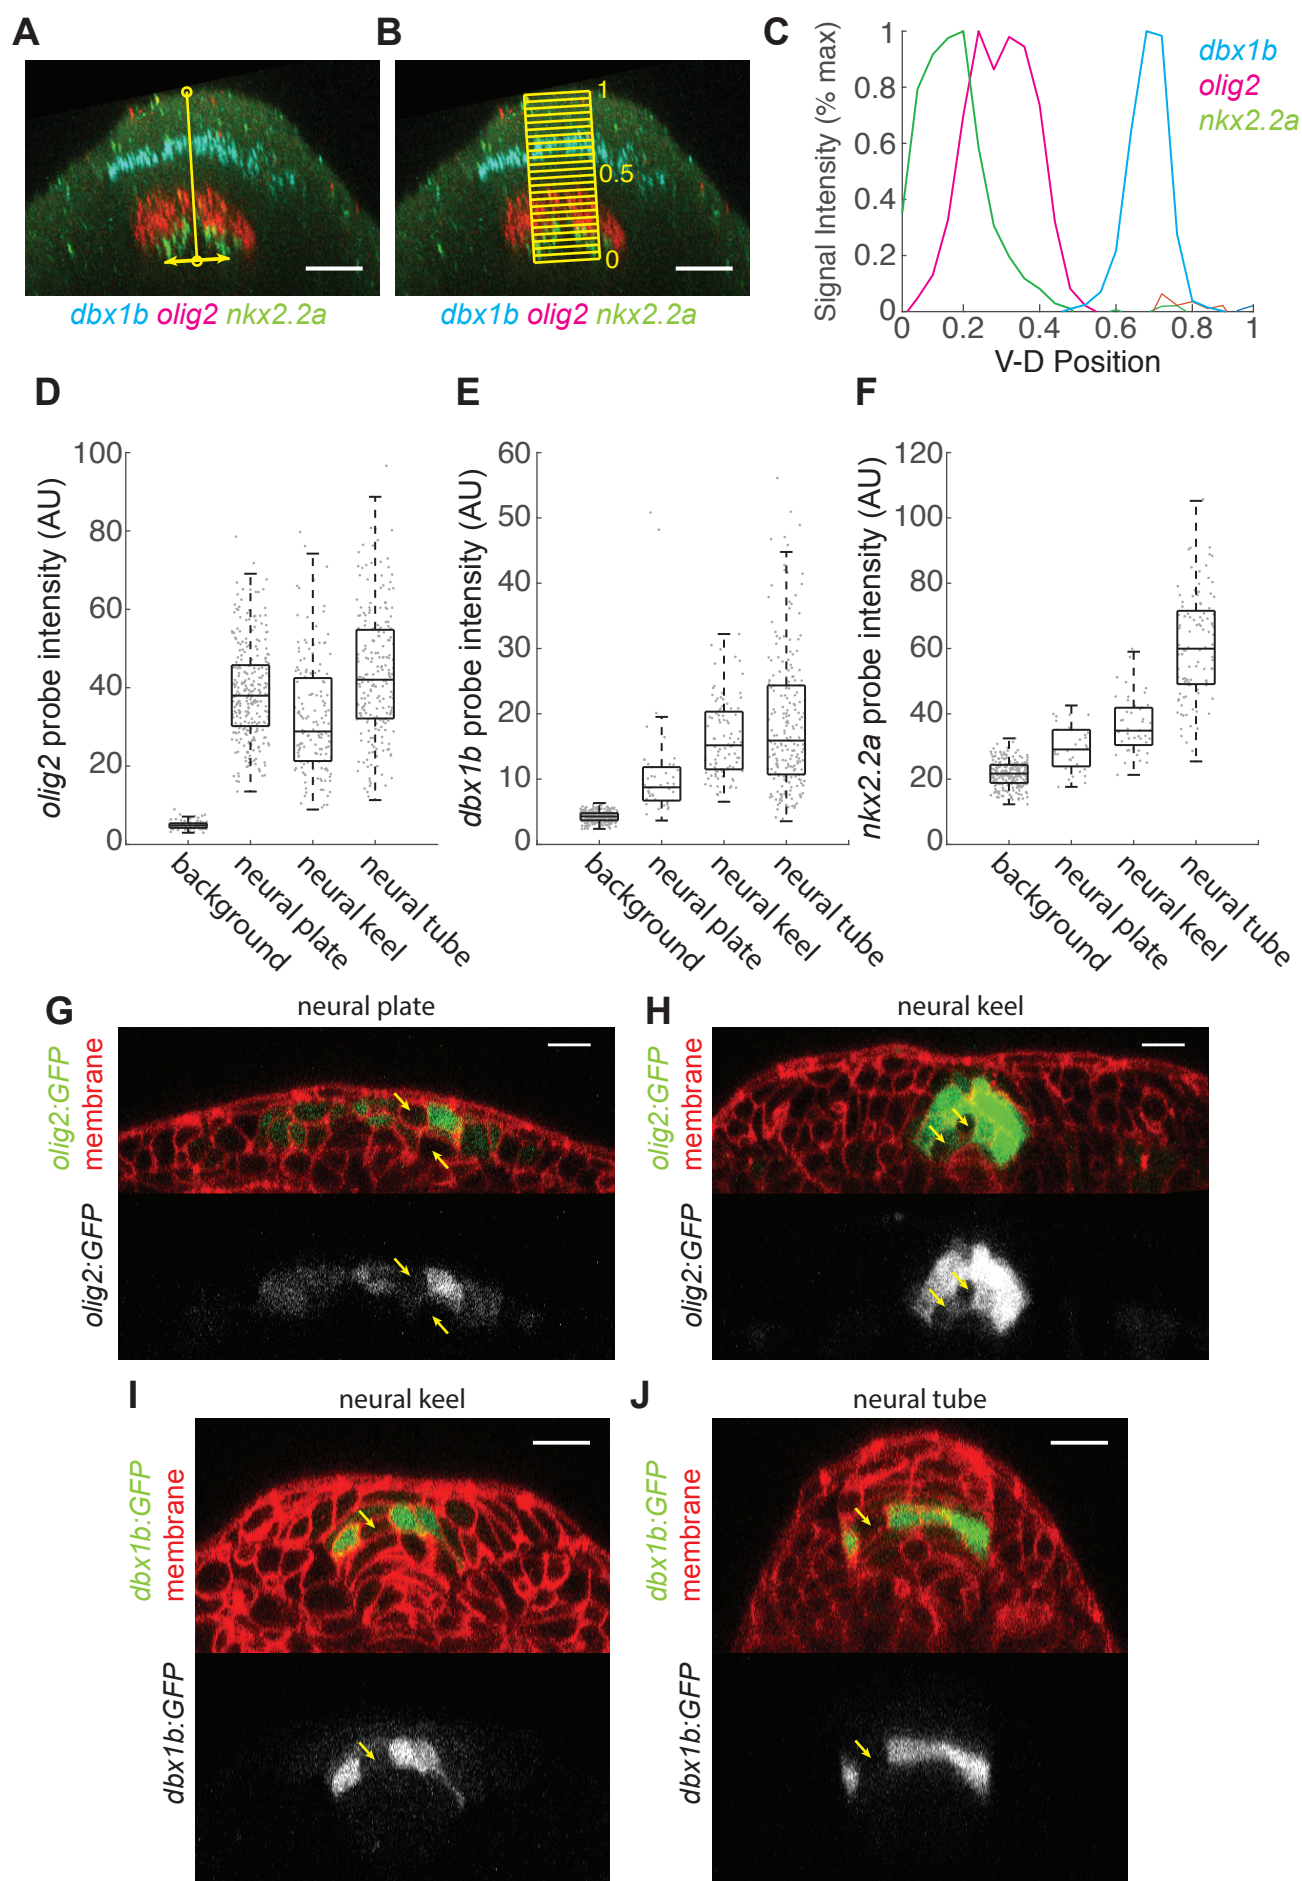 A
B
C
dbx1b olig2 nkx2.2a
1
0.5
0
dbx1b olig2 nkx2.2a
Signal Intensity (% max)
1
0.8
0.6
0.4
0.2
0
0 0.2 0.4 0.6 0.8 1
V-D Position
dbx1b
olig2
nkx2.2a
D
olig2 probe intensity (AU)
100
80
60
40
20
0
background
neural plate
neural keel
neural tube
E
dbx1b probe intensity (AU)
60
50
40
30
20
10
0
background
neural plate
neural keel
neural tube
F
nkx2.2a probe intensity (AU)
120
100
80
60
40
20
0
background
neural plate
neural keel
neural tube
G
neural plate
olig2:GFP
membrane
olig2:GFP
H
neural keel
olig2:GFP
membrane
olig2:GFP
I
neural keel
dbx1b:GFP
membrane
dbx1b:GFP
J
neural tube
dbx1b:GFP
membrane
dbx1b:GFP